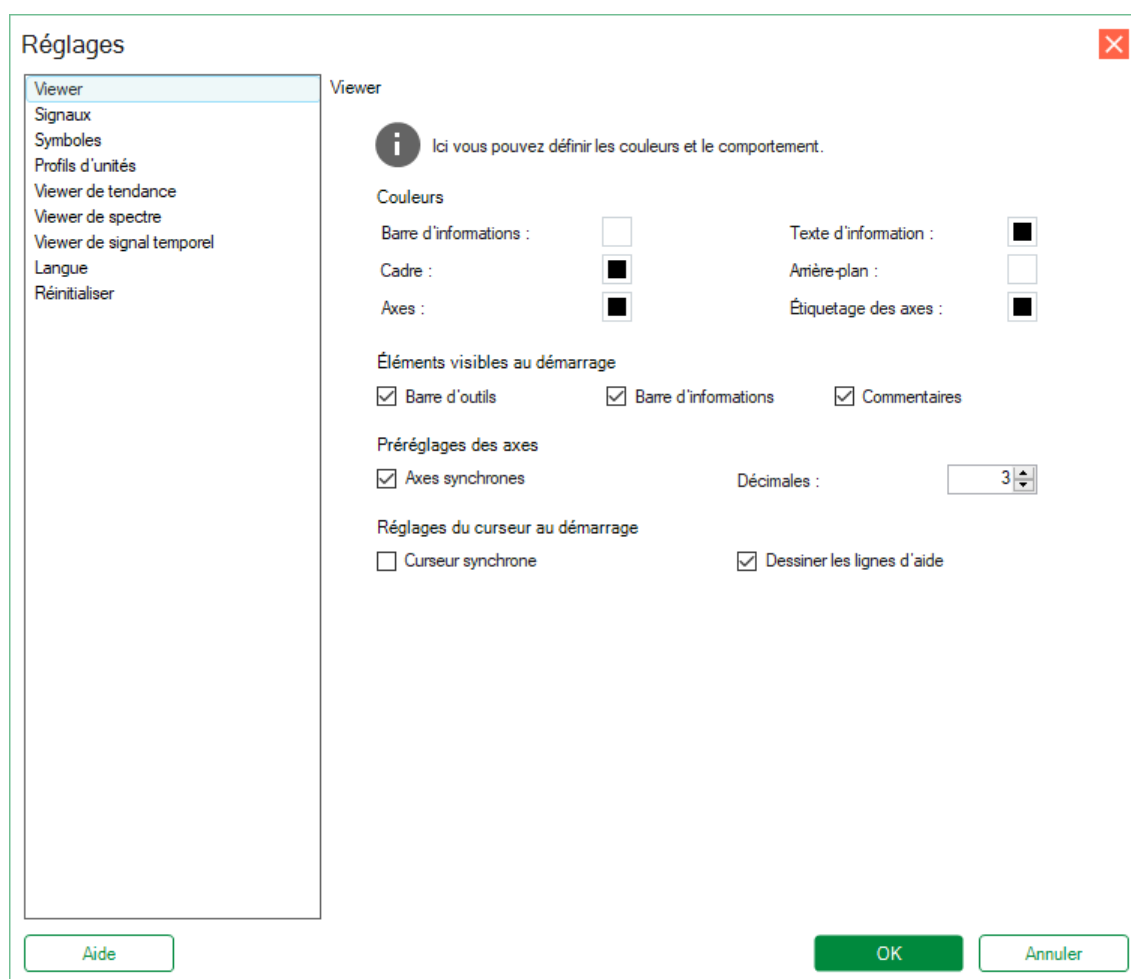 Réglages
Viewer
Signaux
Symboles
Profils d'unités
Viewer de tendance
Viewer de spectre
Viewer de signal temporel
Langue
Réinitialiser
Viewer
Ici vous pouvez définir les couleurs et le comportement.
Couleurs
Barre d'informations :
Texte d'information :
Cadre :
Arrière-plan :
Axes :
Étiquetage des axes :
Éléments visibles au démarrage
Barre d'outils
Barre d'informations
Commentaires
Préréglages des axes
Axes synchrones
Décimales :
3
Réglages du curseur au démarrage
Curseur synchrone
Dessiner les lignes d'aide
Aide
OK
Annuler